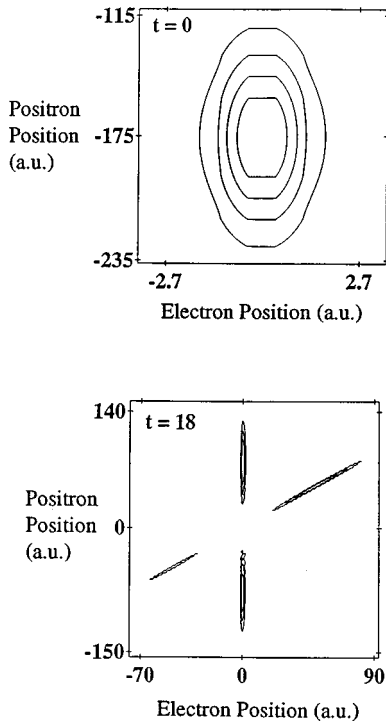 -115
t = 0
Positron
Position
(a.u.)
-175
-235
-2.7
2.7
Electron Position (a.u.)
140
t = 18
Positron
Position
(a.u.)
0
-150
-70
0
90
Electron Position (a.u.)